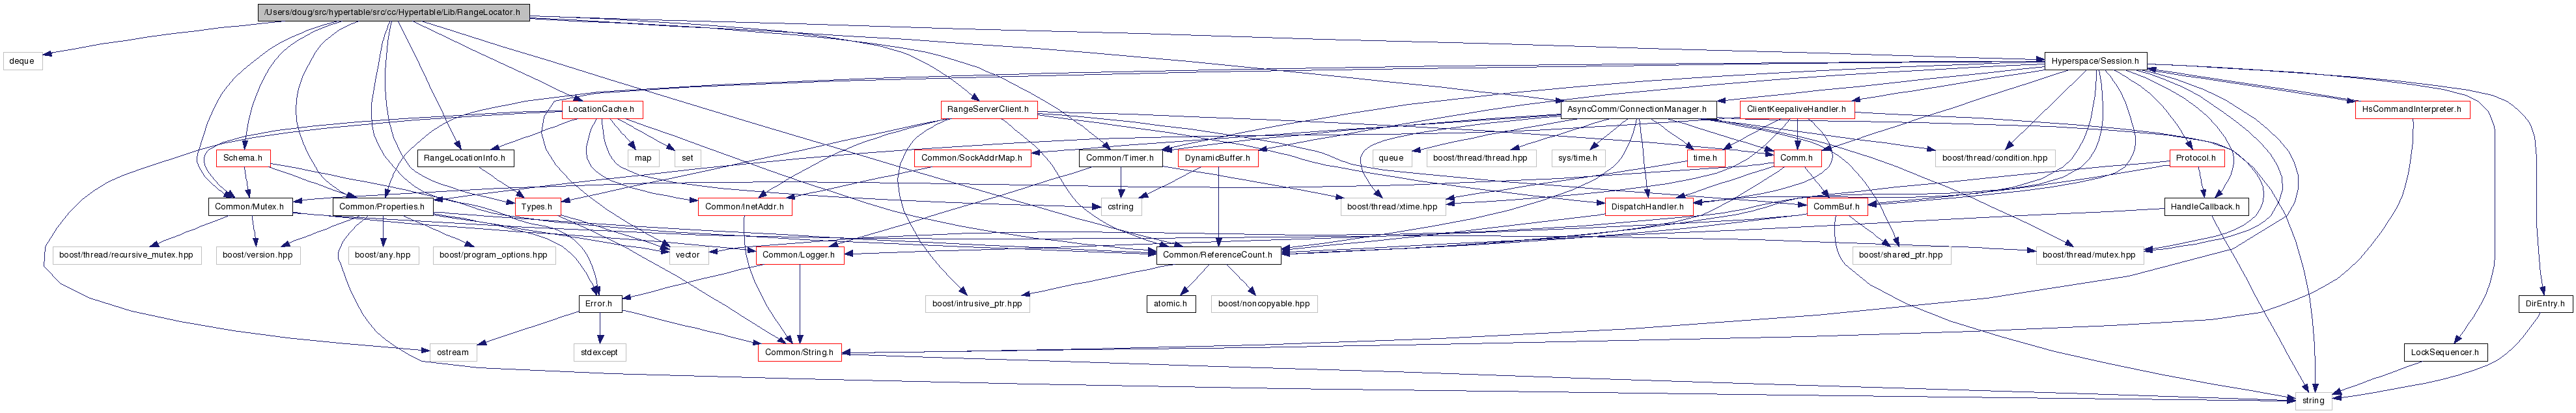 /Users/doug/src/hypertable/src/cc/Hypertable/Lib/RangeLocator.h
deque
Hyperspace/Session.h
LocationCache.h
RangeServerClient.h
AsyncComm/ConnectionManager.h
ClientKeepaliveHandler.h
HsCommandInterpreter.h
Schema.h
RangeLocationInfo.h
map
set
Common/SockAddrMap.h
Common/Timer.h
DynamicBuffer.h
queue
boost/thread/thread.hpp
sys/time.h
time.h
Comm.h
boost/thread/condition.hpp
Protocol.h
Common/Mutex.h
Common/Properties.h
Types.h
Common/InetAddr.h
cstring
boost/thread/xtime.hpp
DispatchHandler.h
CommBuf.h
HandleCallback.h
boost/thread/recursive_mutex.hpp
boost/version.hpp
boost/any.hpp
boost/program_options.hpp
vector
Common/Logger.h
Common/ReferenceCount.h
boost/shared_ptr.hpp
boost/thread/mutex.hpp
Error.h
boost/intrusive_ptr.hpp
atomic.h
boost/noncopyable.hpp
DirEntry.h
ostream
stdexcept
Common/String.h
LockSequencer.h
string